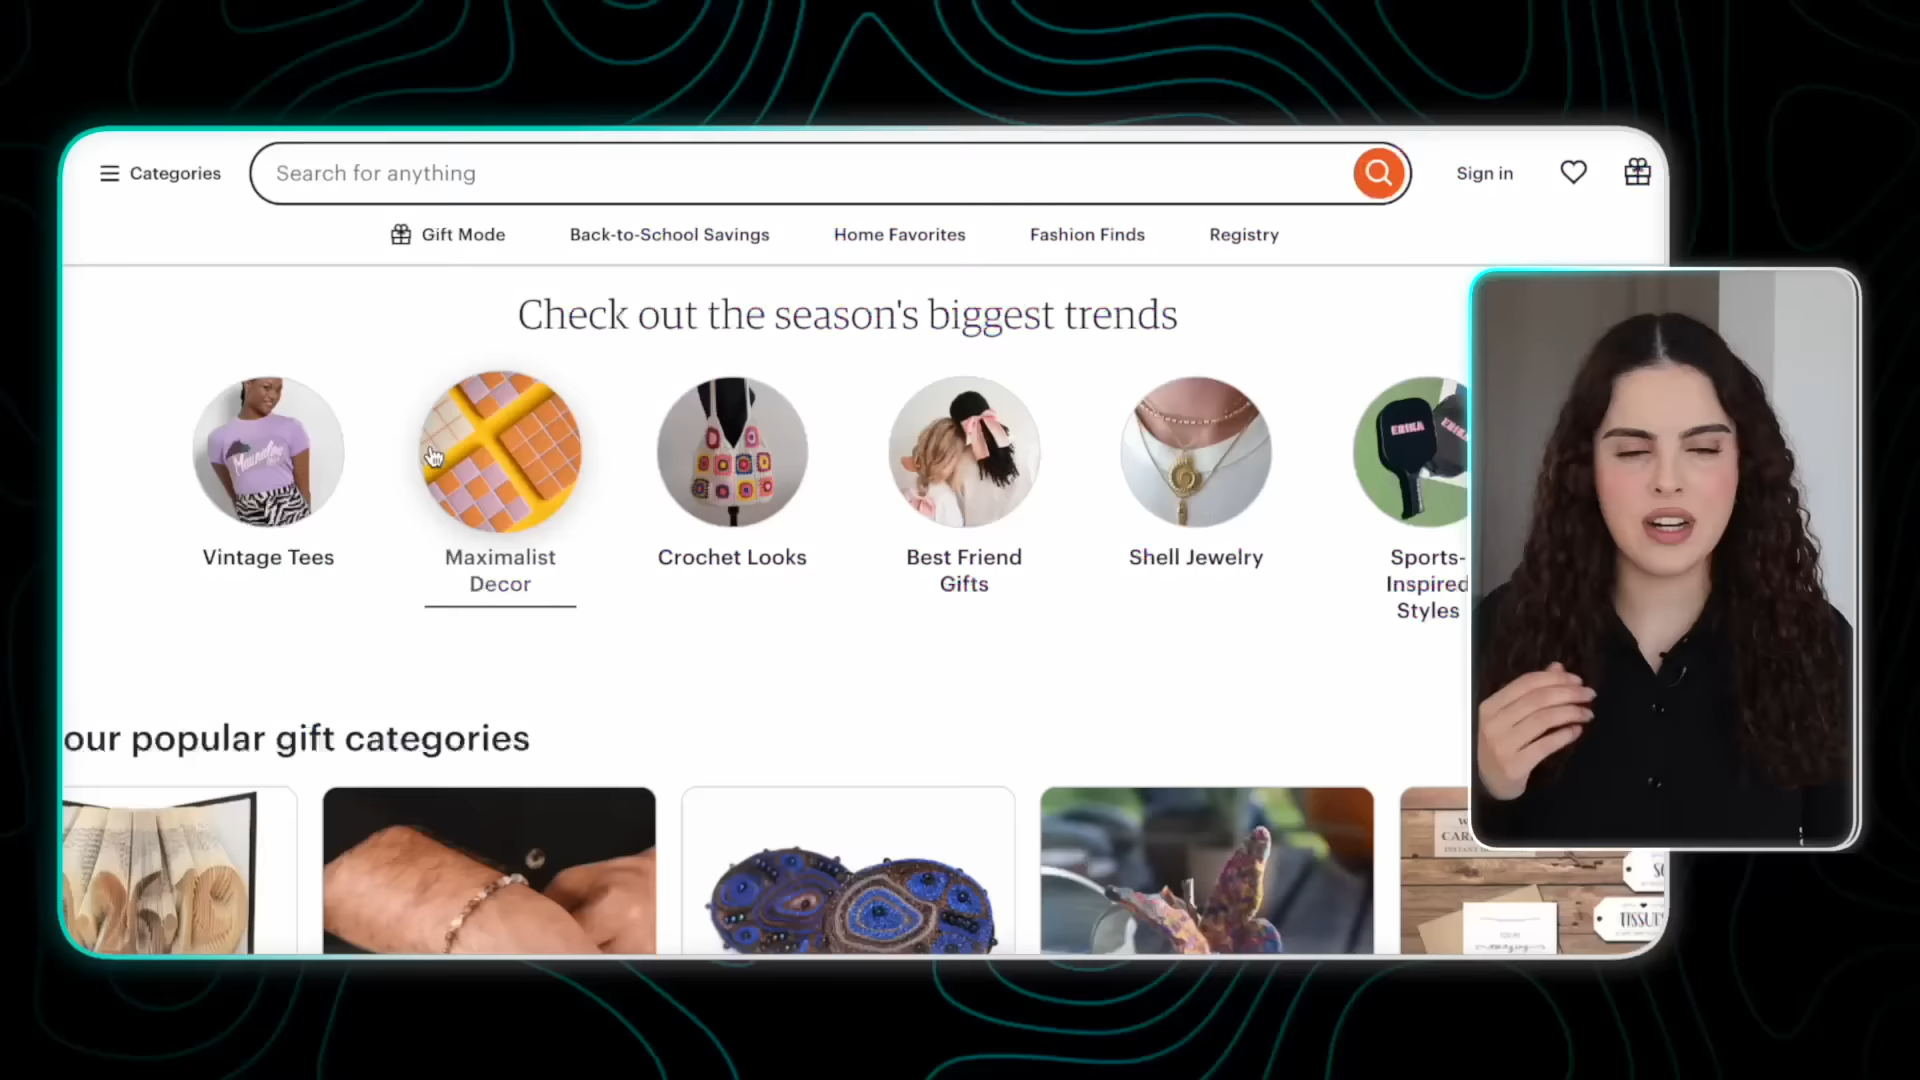 Categories
Search for anything
Sign in
Gift Mode
Back-to-School Savings
Home Favorites
Fashion Finds
Registry
Check out the season's biggest trends
ERIKA
Vintage Tees
Maximalist
Decor
Crochet Looks
Best Friend
Gifts
Shell Jewelry
Sports-
Inspired
Styles
our popular gift categories